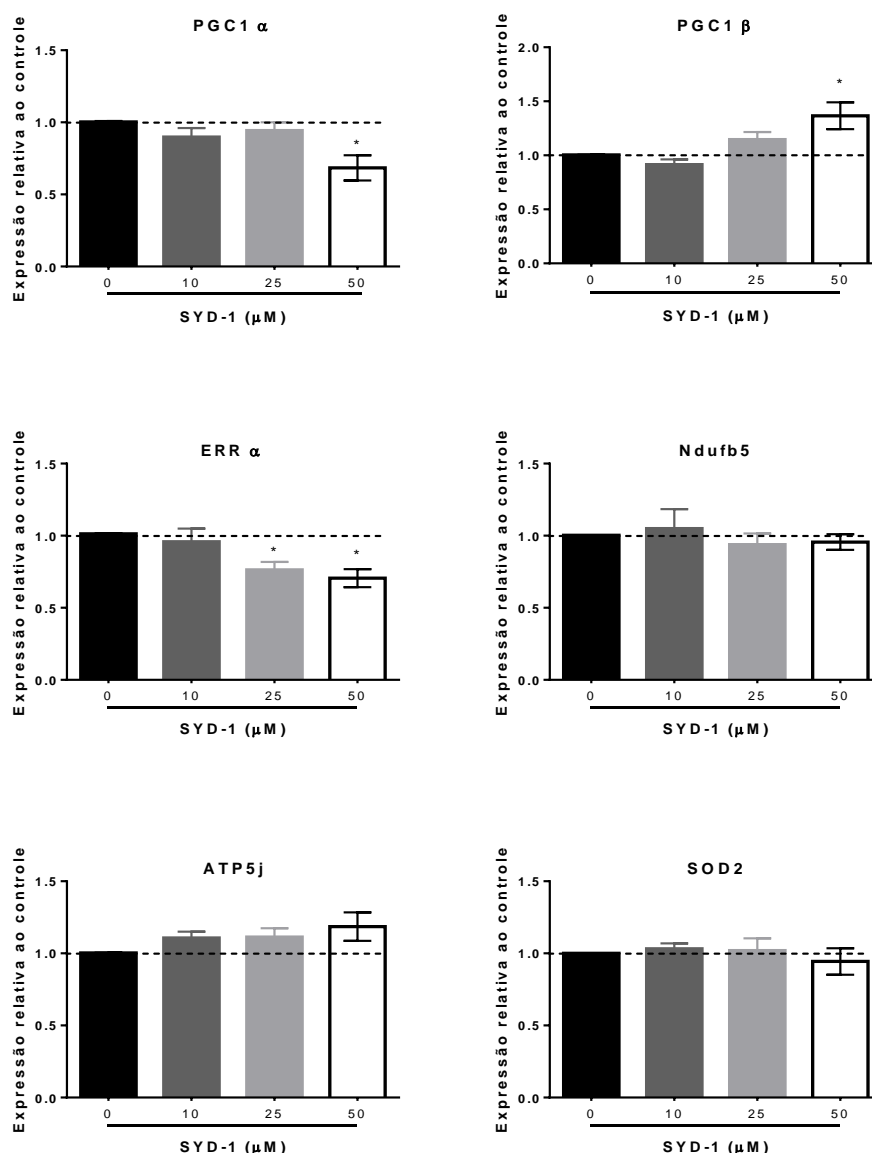 PGC1 α
Expressão relativa ao controle
1.5
1.0
0.5
0.0
*
0 10 25 50
SYD-1 (μM)
PGC1 β
Expressão relativa ao controle
2.0
1.5
1.0
0.5
0.0
*
0 10 25 50
SYD-1 (μM)
ERR α
Expressão relativa ao controle
1.5
1.0
0.5
0.0
* *
0 10 25 50
SYD-1 (μM)
Ndufb5
Expressão relativa ao controle
1.5
1.0
0.5
0.0
0 10 25 50
SYD-1 (μM)
ATP5j
Expressão relativa ao controle
1.5
1.0
0.5
0.0
0 10 25 50
SYD-1 (μM)
SOD2
Expressão relativa ao controle
1.5
1.0
0.5
0.0
0 10 25 50
SYD-1 (μM)